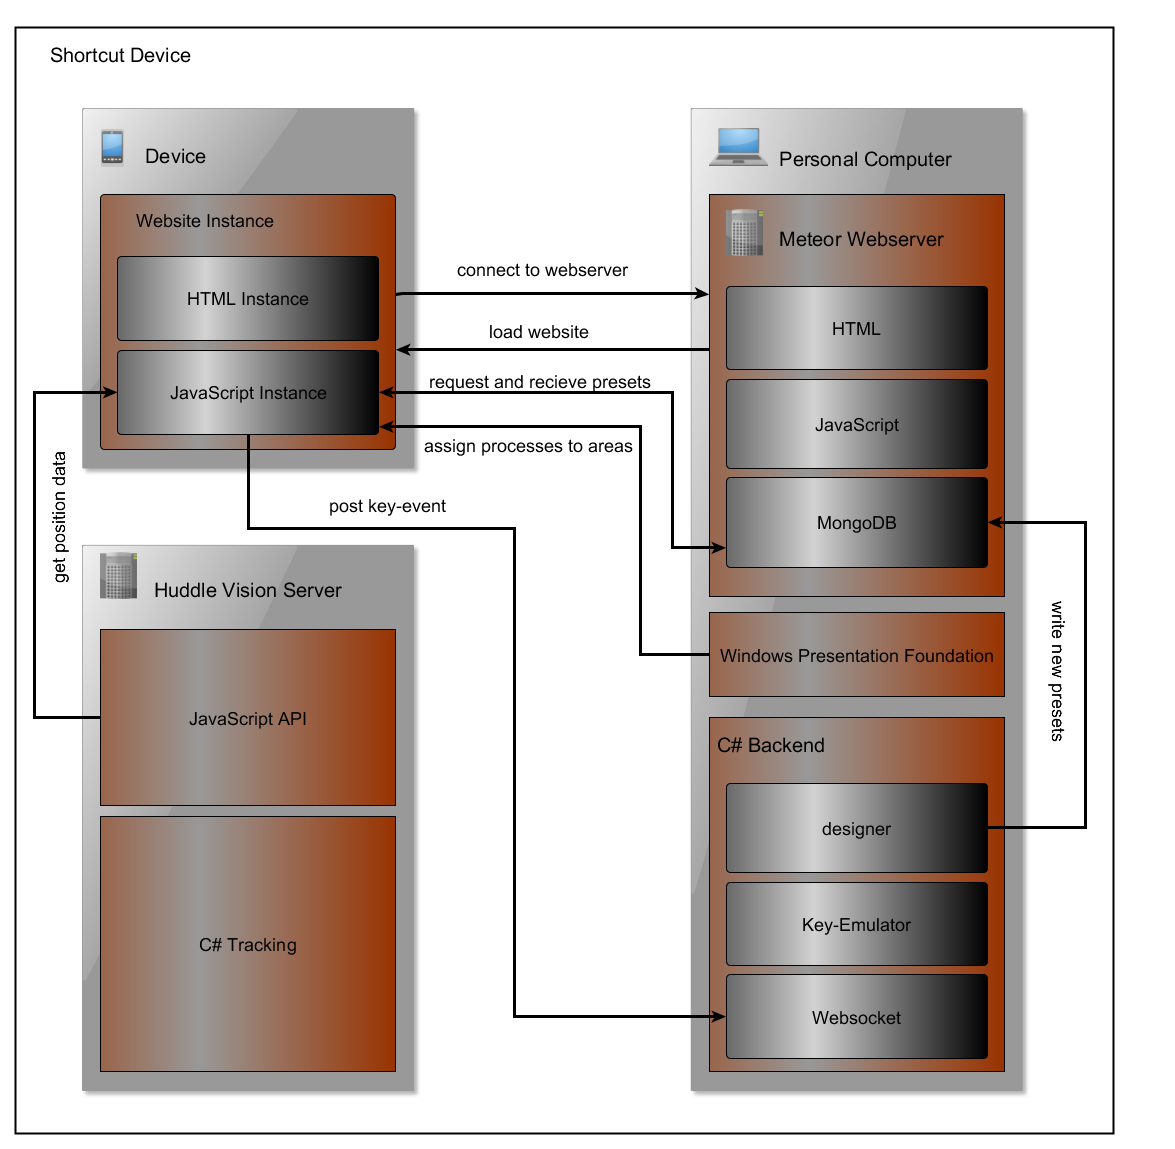 Shortcut Device
Device
Website Instance
HTML Instance
JavaScript Instance
connect to webserver
load website
request and recieve presets
assign processes to areas
post key-event
get position data
Huddle Vision Server
JavaScript API
C# Tracking
Personal Computer
Meteor Webserver
HTML
JavaScript
MongoDB
Windows Presentation Foundation
write new presets
C# Backend
designer
Key-Emulator
Websocket